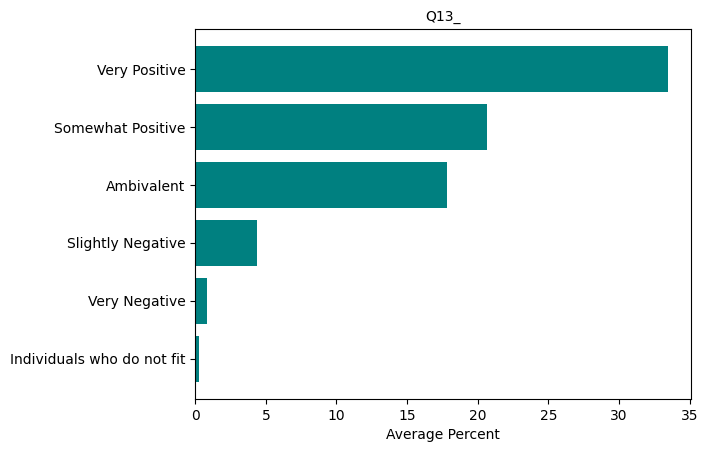 Q13_
Very Positive
Somewhat Positive
Ambivalent
Slightly Negative
Very Negative
Individuals who do not fit
0 5 10 15 20 25 30 35
Average Percent